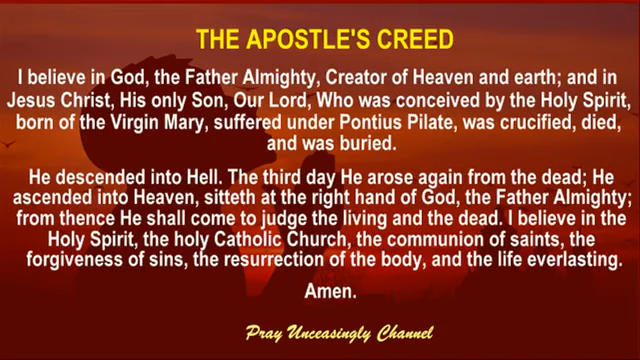 THE APOSTLE'S CREED
I believe in God, the Father Almighty, Creator of Heaven and earth; and in
Jesus Christ, His only Son, Our Lord, Who was conceived by the Holy Spirit,
born of the Virgin Mary, suffered under Pontius Pilate, was crucified, died,
and was buried.
He descended into Hell. The third day He arose again from the dead; He
ascended into Heaven, sitteth at the right hand of God, the Father Almighty;
from thence He shall come to judge the living and the dead. I believe in the
Holy Spirit, the holy Catholic Church, the communion of saints, the
forgiveness of sins, the resurrection of the body, and the life everlasting.
Amen.
Pray Unceasingly Channel